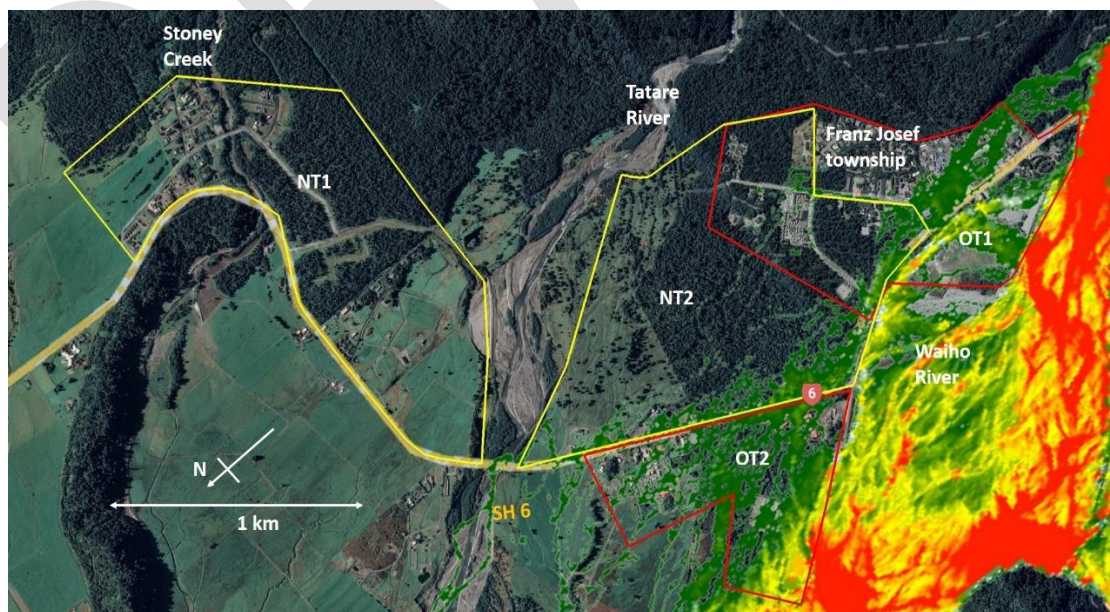 Stoney
Creek
Tatare
River
Franz Josef
township
NT1
OT1
NT2
Waiho
River
6
OT2
N
SH 6
1 km